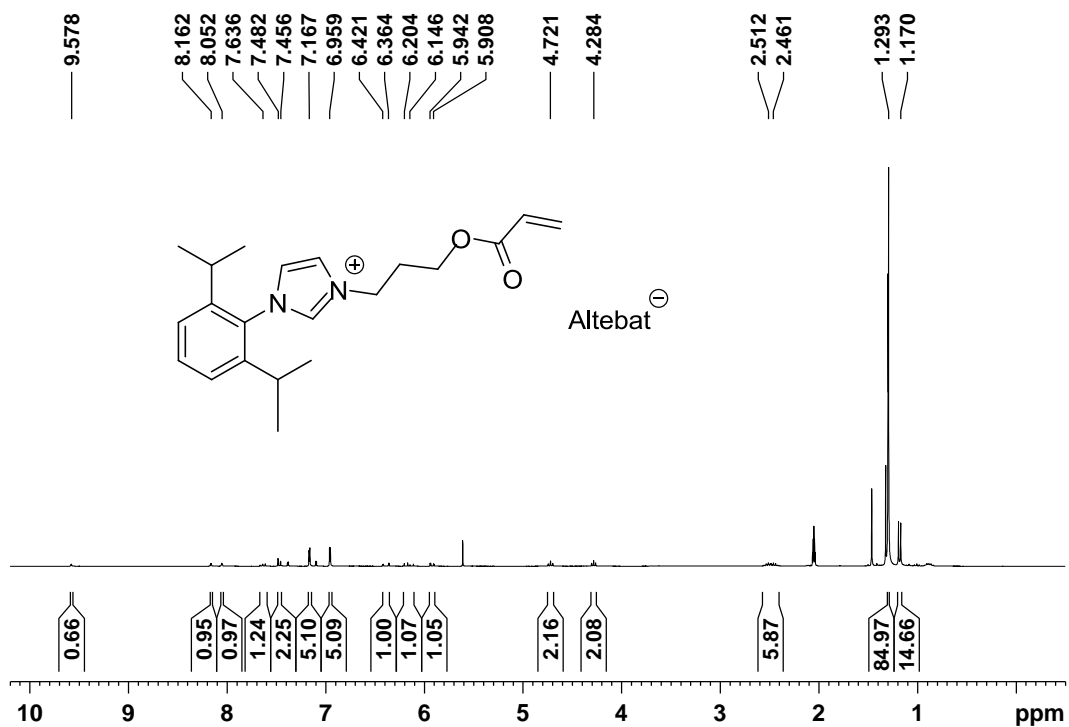 9.578 8.162 8.052 7.636 7.482 7.456 7.167 6.959 6.421 6.364 6.204 6.146 5.942 5.908 4.721 4.284 2.512 2.461 1.293 1.170
O
O
N N ⊕
Altebat ⊖
0.66 0.95 0.97 1.24 2.25 5.10 5.09 1.00 1.07 1.05 2.16 2.08 5.87 84.97 14.66
10 9 8 7 6 5 4 3 2 1 ppm